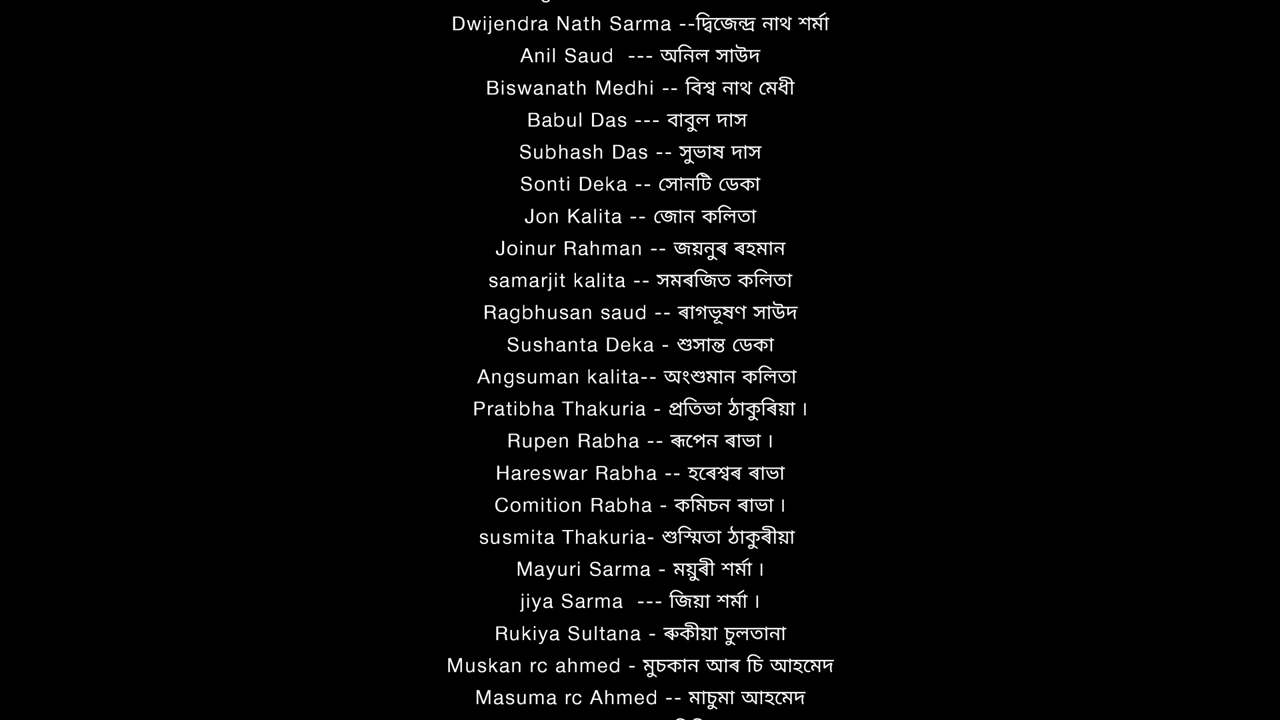 Dwijendra Nath Sarma --দ্বিজেন্দ্ৰ নাথ শৰ্মা
Anil Saud --- অনিল সাউদ
Biswanath Medhi -- বিশ্ব নাথ মেধী
Babul Das --- বাবুল দাস
Subhash Das -- সুভাষ দাস
Sonti Deka -- সোনটি ডেকা
Jon Kalita -- জোন কলিতা
Joinur Rahman -- জয়নুৰ ৰহমান
samarjit kalita -- সমৰজিত কলিতা
Ragbhusan saud -- ৰাগভূষণ সাউদ
Sushanta Deka - শুসান্ত ডেকা
Angsuman kalita-- অংশুমান কলিতা
Pratibha Thakuria - প্ৰতিভা ঠাকুৰিয়া ।
Rupen Rabha -- ৰূপেন ৰাভা ।
Hareswar Rabha -- হৰেশ্বৰ ৰাভা
Comition Rabha - কমিচন ৰাভা ।
susmita Thakuria- শুস্মিতা ঠাকুৰীয়া
Mayuri Sarma - ময়ুৰী শৰ্মা ।
jiya Sarma --- জিয়া শৰ্মা ।
Rukiya Sultana - ৰুকীয়া চুলতানা
Muskan rc ahmed - মুচকান আৰ চি আহমেদ
Masuma rc Ahmed -- মাচুমা আহমেদ